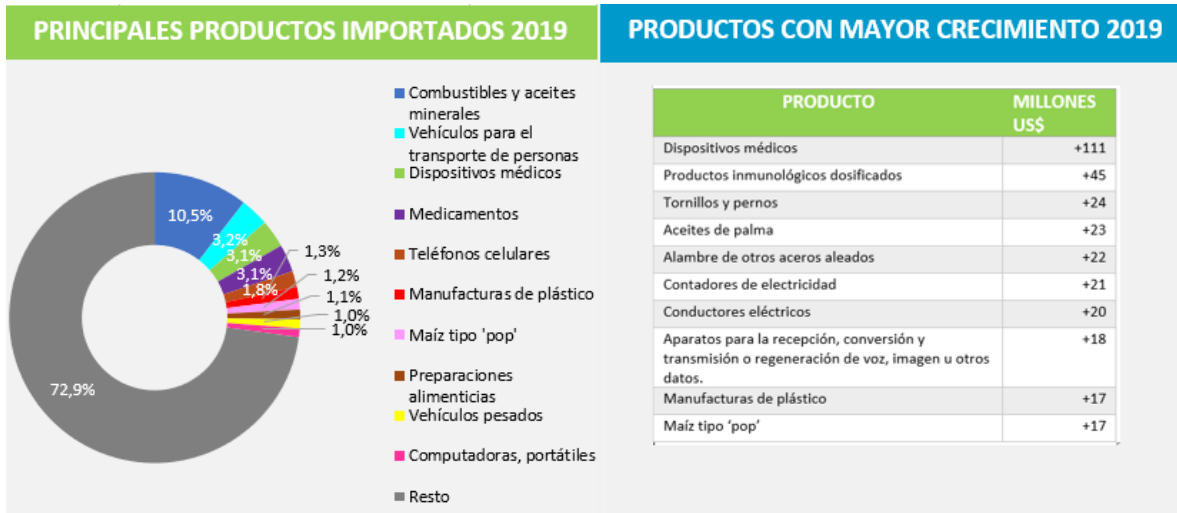 PRINCIPALES PRODUCTOS IMPORTADOS 2019
10,5%
3,2%
3,1%
3,1%
1,8%
1,3%
1,2%
1,1%
1,0%
1,0%
72,9%
Combustibles y aceites
minerales
Vehículos para el
transporte de personas
Dispositivos médicos
Medicamentos
Teléfonos celulares
Manufacturas de plástico
Maíz tipo 'pop'
Preparaciones
alimenticias
Vehículos pesados
Computadoras, portátiles
Resto
PRODUCTOS CON MAYOR CRECIMIENTO 2019
PRODUCTO MILLONES
US$
Dispositivos médicos +111
Productos inmunológicos dosificados +45
Tornillos y pernos +24
Aceites de palma +23
Alambre de otros aceros aleados +22
Contadores de electricidad +21
Conductores eléctricos +20
Aparatos para la recepción, conversión y +18
transmisión o regeneración de voz, imagen u otros
datos.
Manufacturas de plástico +17
Maíz tipo ‘pop’ +17